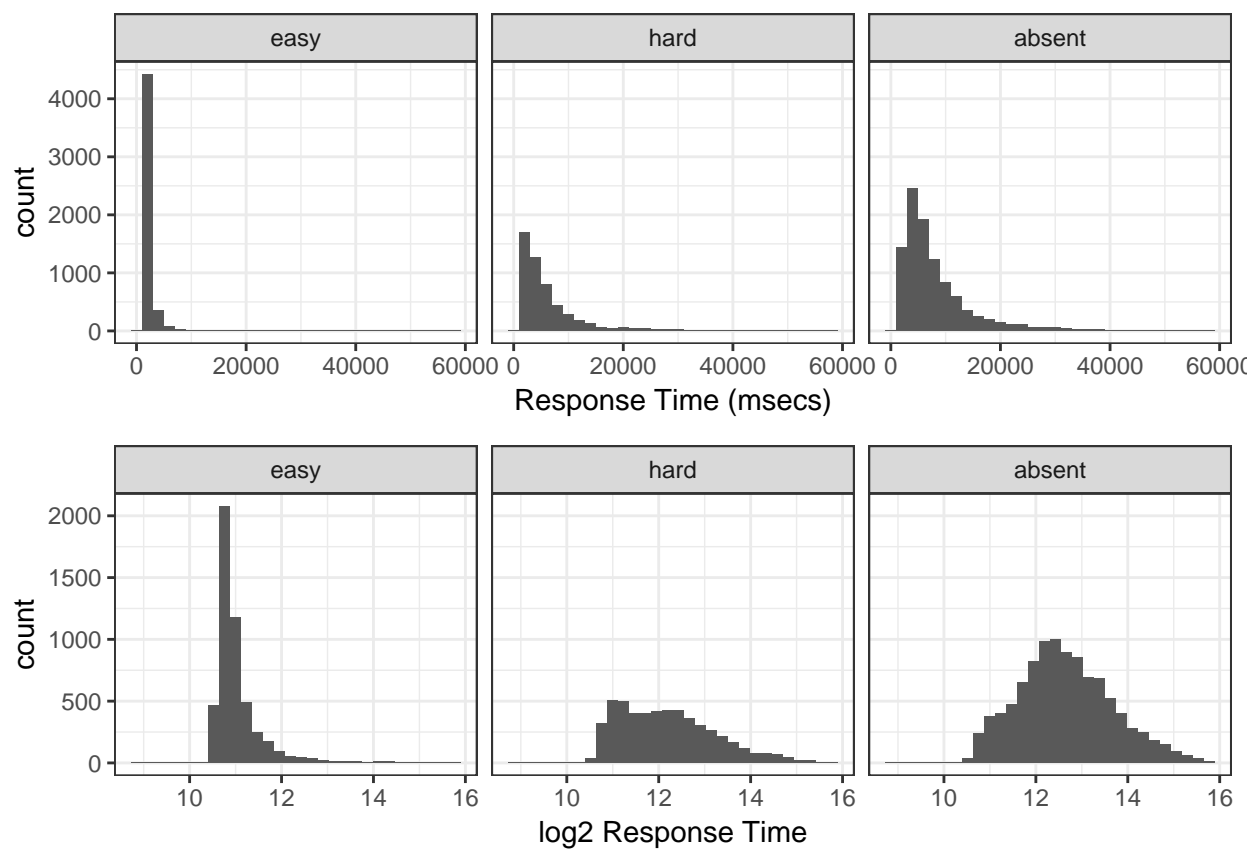 easy hard absent
4000
3000
2000
1000
0
count
0 20000 40000 60000 0 20000 40000 60000 0 20000 40000 60000
Response Time (msecs)
easy hard absent
2000
1500
1000
500
0
count
10 12 14 16 10 12 14 16 10 12 14 16
log2 Response Time